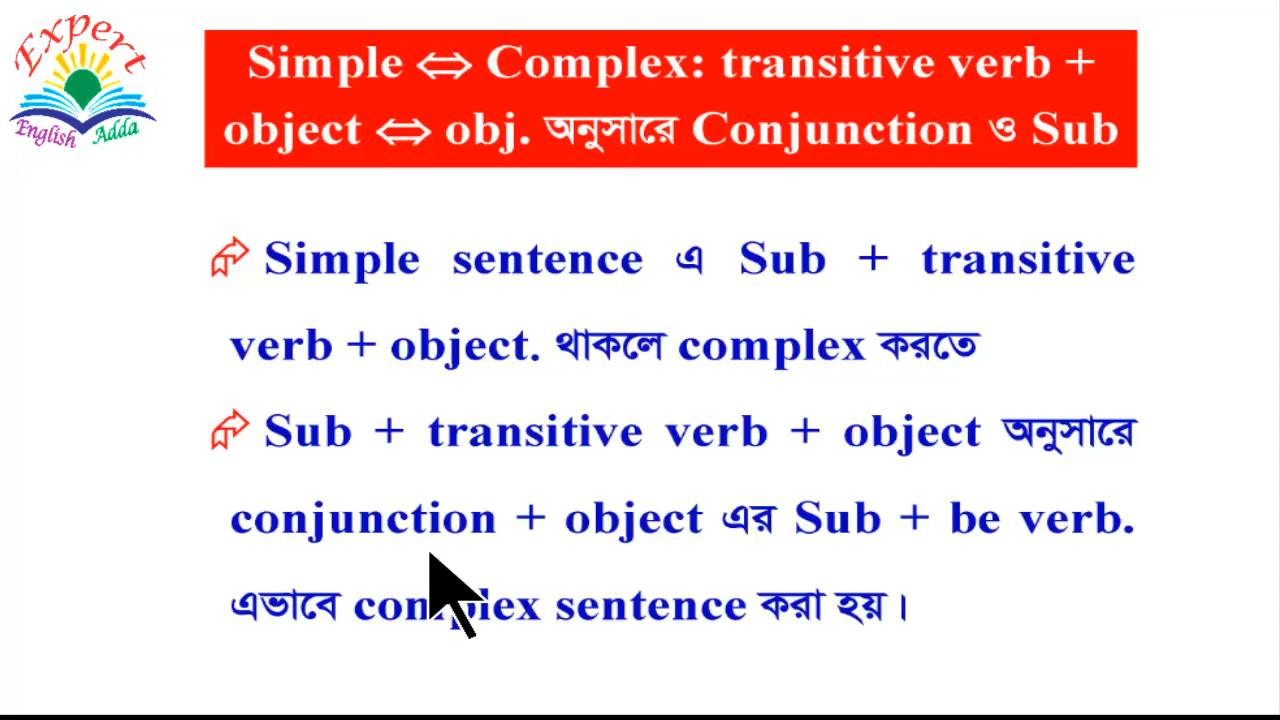 Expert
English Adda
Simple ⇔ Complex: transitive verb +
object ⇔ obj. অনুসারে Conjunction ও Sub
Simple sentence এ Sub + transitive
verb + object. থাকলে complex করতে
Sub + transitive verb + object অনুসারে
conjunction + object এর Sub + be verb.
এভাবে complex sentence করা হয়।